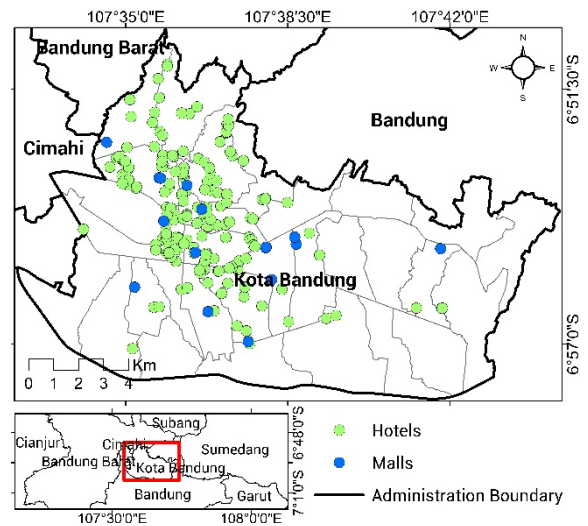 107°35'0"E 107°38'30"E 107°42'0"E
Bandung Barat
N
W E
S
6°51'30"S
Bandung
Cimahi
Kota Bandung
Km
0 1 2 3 4
6°57'0"S
Subang
Cianjur
Cimahi
Sumedang
Bandung Barat
Kota Bandung
Bandung
Garut
6°48'0"S
7°11'0"S
107°30'0"E 108°0'0"E
Hotels
Malls
Administration Boundary